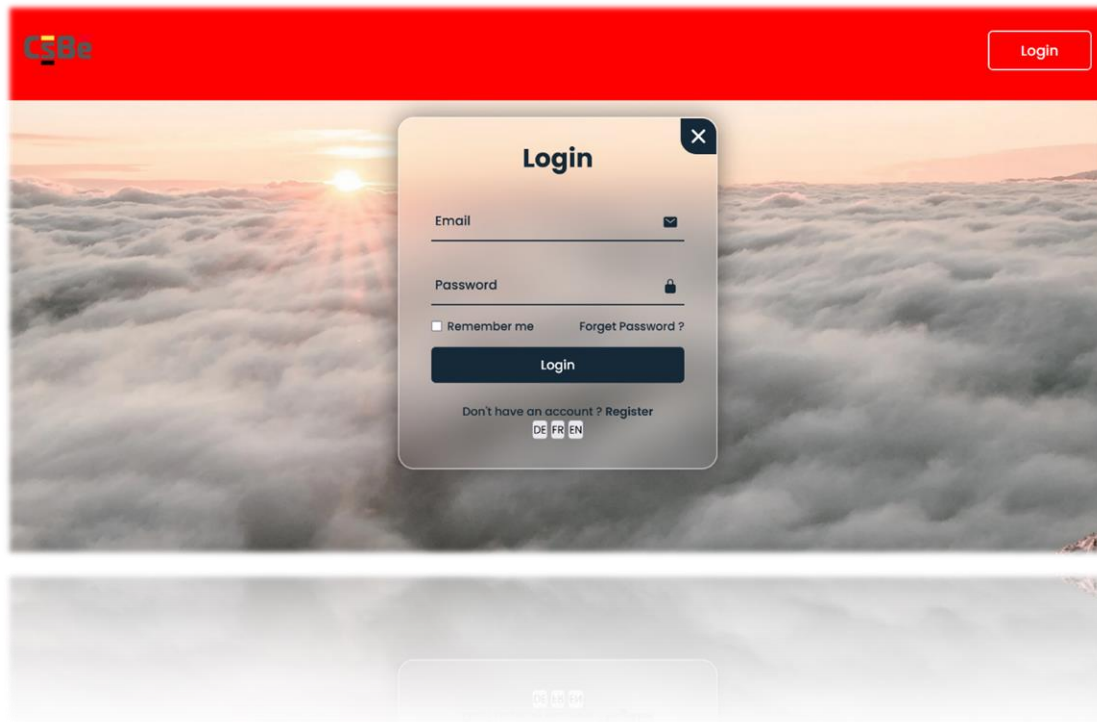 CsBe
Login
Login
Email
Password
Remember me Forget Password ?
Login
Don't have an account ? Register
DE FR EN